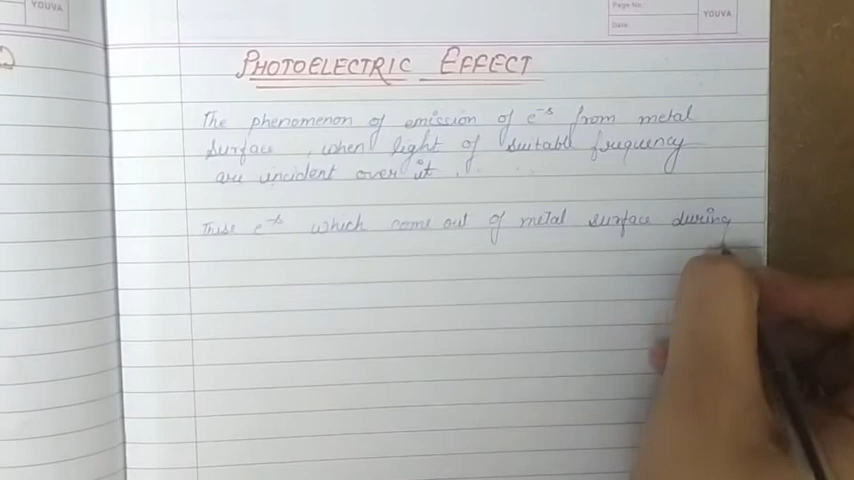 YOUVA
Page No.
Date
YOUVA
PHOTOELECTRIC EFFECT
The phenomenon of emission of e⁻s from metal
surface, when light of suitable frequency
are incident over it.
These e⁻s which come out of metal surface during